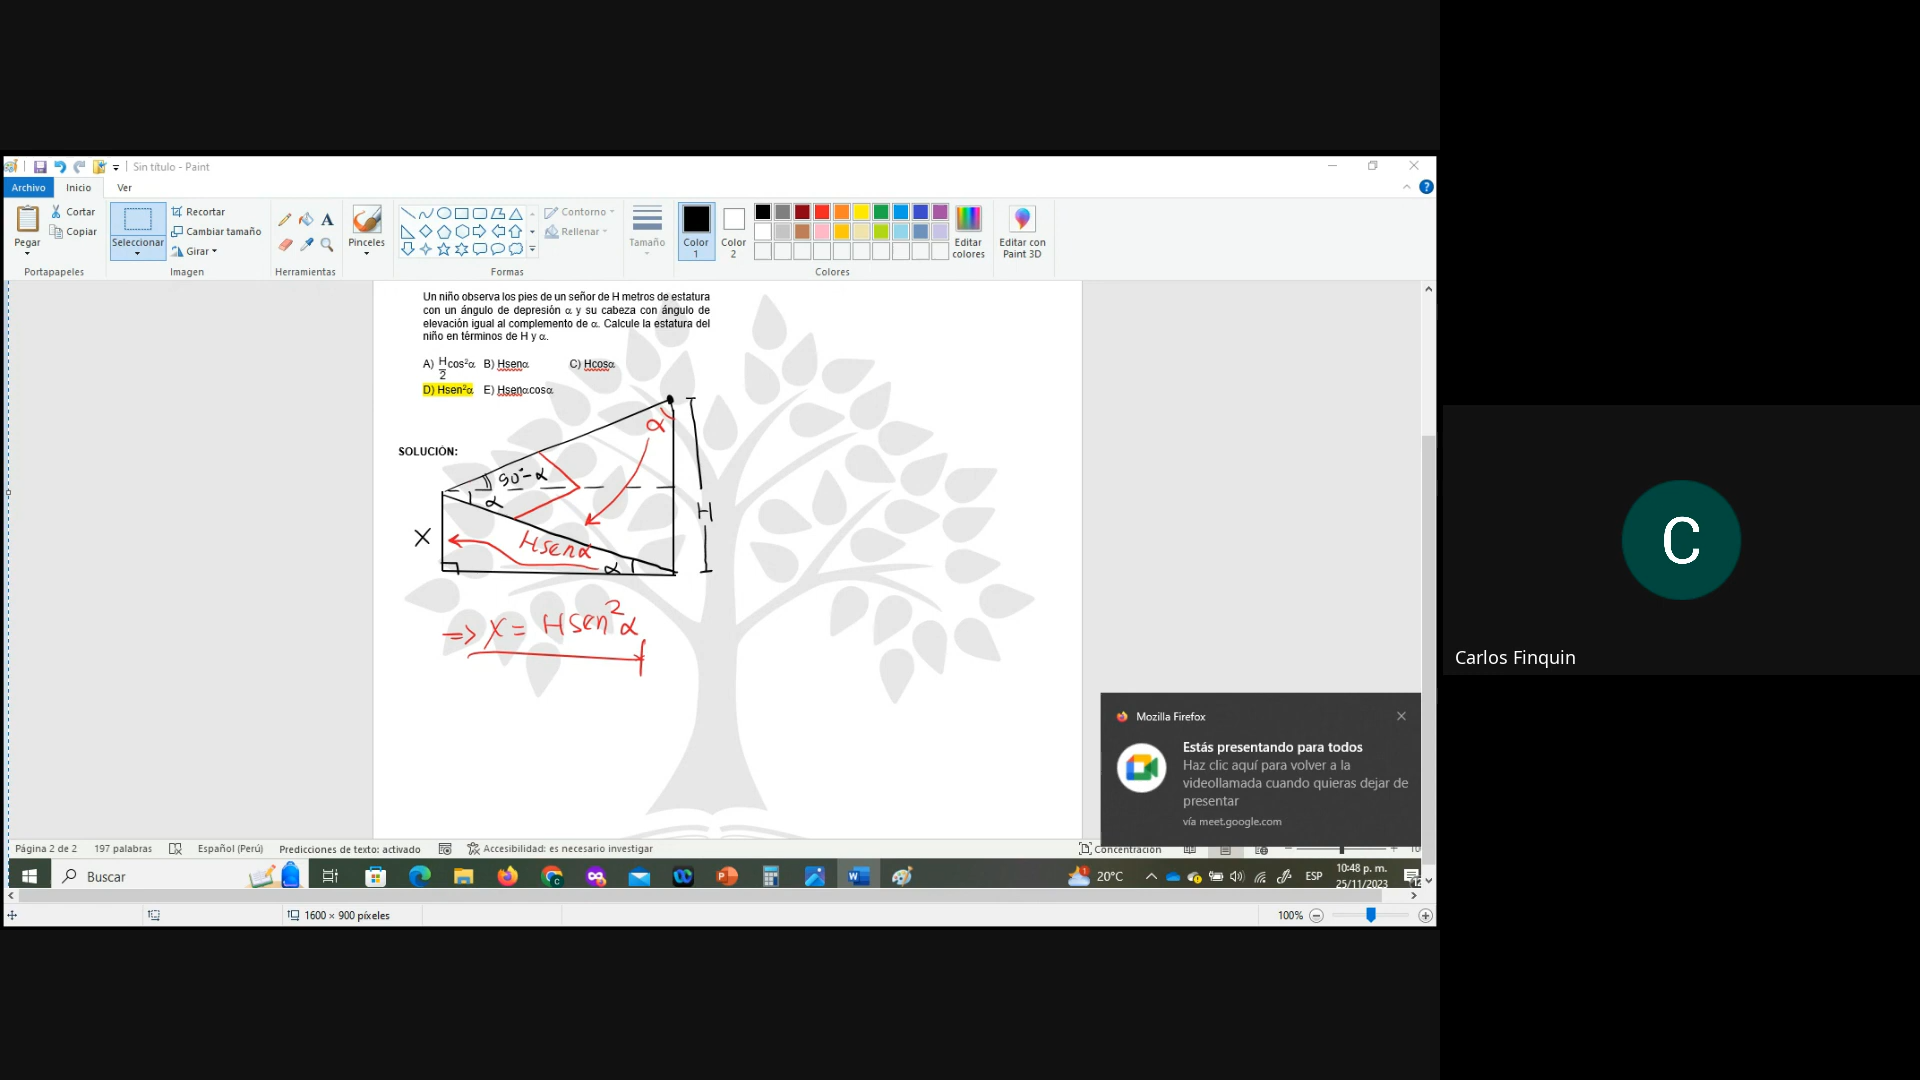 Sin título - Paint
Archivo Inicio Ver
Pegar
Cortar
Copiar
Portapapeles
Seleccionar
Recortar
Cambiar tamaño
Girar
Imagen
A
Herramientas
Pinceles
Contorno
Rellenar
Formas
Tamaño
Color 1
Color 2
Editar colores
Colores
Editar con Paint 3D
Un niño observa los pies de un señor de H metros de estatura
con un ángulo de depresión α y su cabeza con ángulo de
elevación igual al complemento de α. Calcule la estatura del
niño en términos de H y α.
A) H/2 cos²α B) Hsenα C) Hcosα
D) Hsen²α E) Hsenαcosα
SOLUCIÓN:
α
90°-α
α
H
X
Hsenα
α
=> X = Hsen²α
C
Carlos Finquin
Mozilla Firefox
Estás presentando para todos
Haz clic aquí para volver a la
videollamada cuando quieras dejar de
presentar
vía meet.google.com
Página 2 de 2 197 palabras Español (Perú) Predicciones de texto: activado Accesibilidad: es necesario investigar Concentración
Buscar
20°C
ESP
10:48 p. m.
25/11/2023
1600 × 900 píxeles
100%